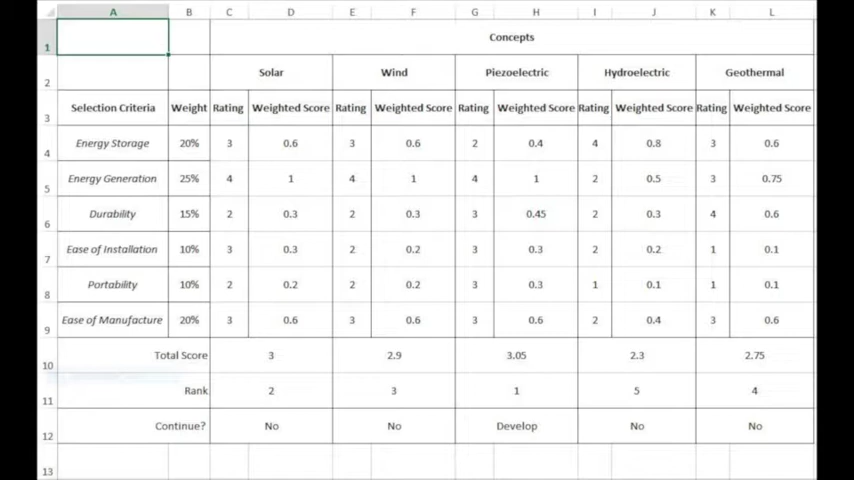 A B C D E F G H I J K L
1 Concepts
2 Solar Wind Piezoelectric Hydroelectric Geothermal
3 Selection Criteria Weight Rating Weighted Score Rating Weighted Score Rating Weighted Score Rating Weighted Score Rating Weighted Score
4 Energy Storage 20% 3 0.6 3 0.6 2 0.4 4 0.8 3 0.6
5 Energy Generation 25% 4 1 4 1 4 1 2 0.5 3 0.75
6 Durability 15% 2 0.3 2 0.3 3 0.45 2 0.3 4 0.6
7 Ease of Installation 10% 3 0.3 2 0.2 3 0.3 2 0.2 1 0.1
8 Portability 10% 2 0.2 2 0.2 3 0.3 1 0.1 1 0.1
9 Ease of Manufacture 20% 3 0.6 3 0.6 3 0.6 2 0.4 3 0.6
10 Total Score 3 2.9 3.05 2.3 2.75
11 Rank 2 3 1 5 4
12 Continue? No No Develop No No
13